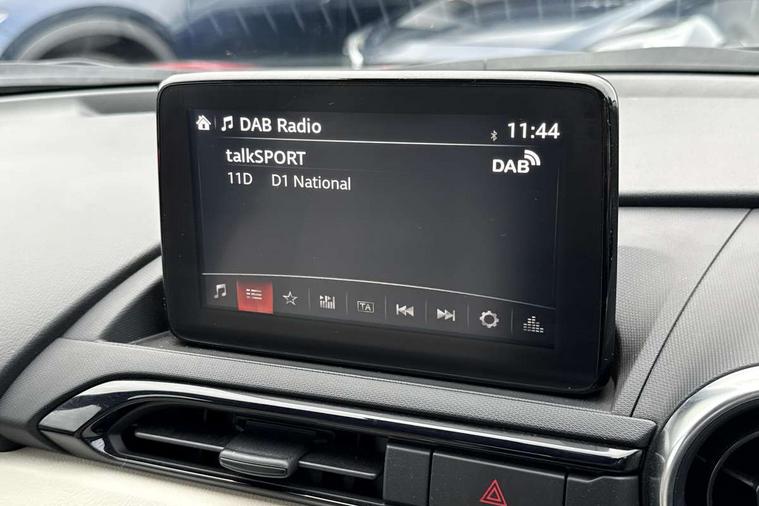 DAB Radio 11:44
talkSPORT DAB
11D D1 National
TA